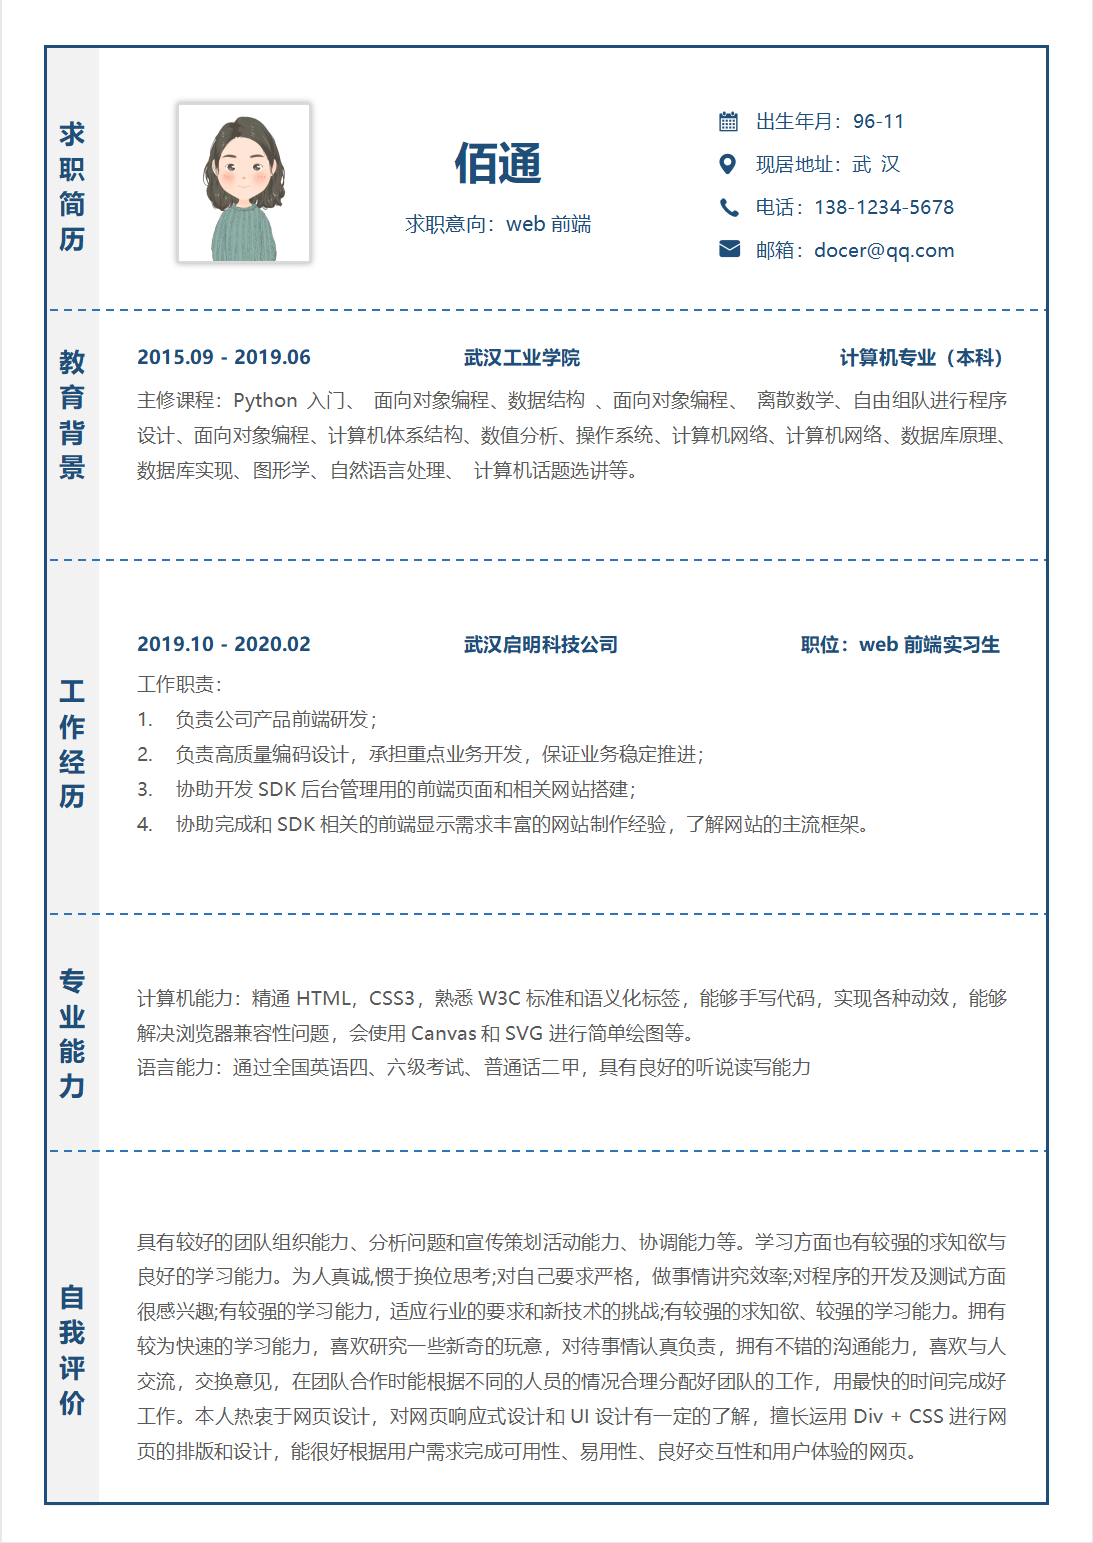 求职简历
佰通
求职意向：web 前端
出生年月：96-11
现居地址：武 汉
电话：138-1234-5678
邮箱：docer@qq.com
教育背景
2015.09 - 2019.06 武汉工业学院 计算机专业（本科）
主修课程：Python 入门、 面向对象编程、数据结构 、面向对象编程、 离散数学、自由组队进行程序
设计、面向对象编程、计算机体系结构、数值分析、操作系统、计算机网络、计算机网络、数据库原理、
数据库实现、图形学、自然语言处理、 计算机话题选讲等。
工作经历
2019.10 - 2020.02 武汉启明科技公司 职位：web 前端实习生
工作职责：
1. 负责公司产品前端研发；
2. 负责高质量编码设计，承担重点业务开发，保证业务稳定推进；
3. 协助开发 SDK 后台管理用的前端页面和相关网站搭建；
4. 协助完成和 SDK 相关的前端显示需求丰富的网站制作经验，了解网站的主流框架。
专业能力
计算机能力：精通 HTML，CSS3，熟悉 W3C 标准和语义化标签，能够手写代码，实现各种动效，能够
解决浏览器兼容性问题，会使用 Canvas 和 SVG 进行简单绘图等。
语言能力：通过全国英语四、六级考试、普通话二甲，具有良好的听说读写能力
自我评价
具有较好的团队组织能力、分析问题和宣传策划活动能力、协调能力等。学习方面也有较强的求知欲与
良好的学习能力。为人真诚,惯于换位思考;对自己要求严格，做事情讲究效率;对程序的开发及测试方面
很感兴趣;有较强的学习能力，适应行业的要求和新技术的挑战;有较强的求知欲、较强的学习能力。拥有
较为快速的学习能力，喜欢研究一些新奇的玩意，对待事情认真负责，拥有不错的沟通能力，喜欢与人
交流，交换意见，在团队合作时能根据不同的人员的情况合理分配好团队的工作，用最快的时间完成好
工作。本人热衷于网页设计，对网页响应式设计和 UI 设计有一定的了解，擅长运用 Div + CSS 进行网
页的排版和设计，能很好根据用户需求完成可用性、易用性、良好交互性和用户体验的网页。